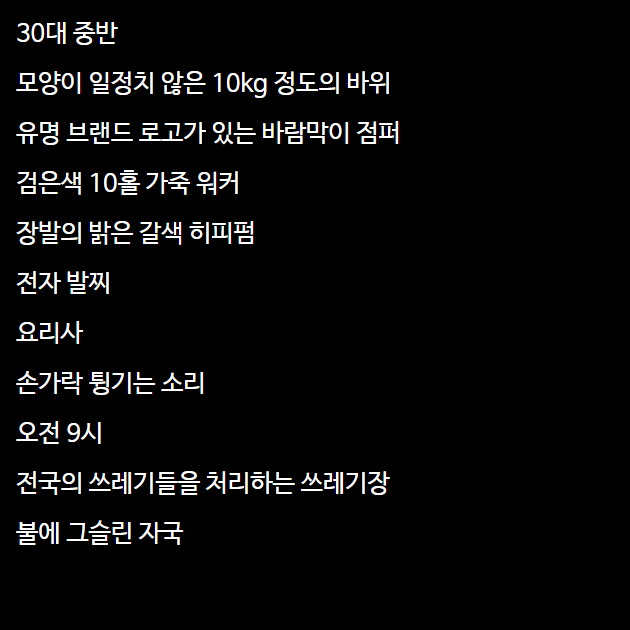 30대 중반
모양이 일정치 않은 10kg 정도의 바위
유명 브랜드 로고가 있는 바람막이 점퍼
검은색 10홀 가죽 워커
장발의 밝은 갈색 히피펌
전자 발찌
요리사
손가락 튕기는 소리
오전 9시
전국의 쓰레기들을 처리하는 쓰레기장
불에 그슬린 자국